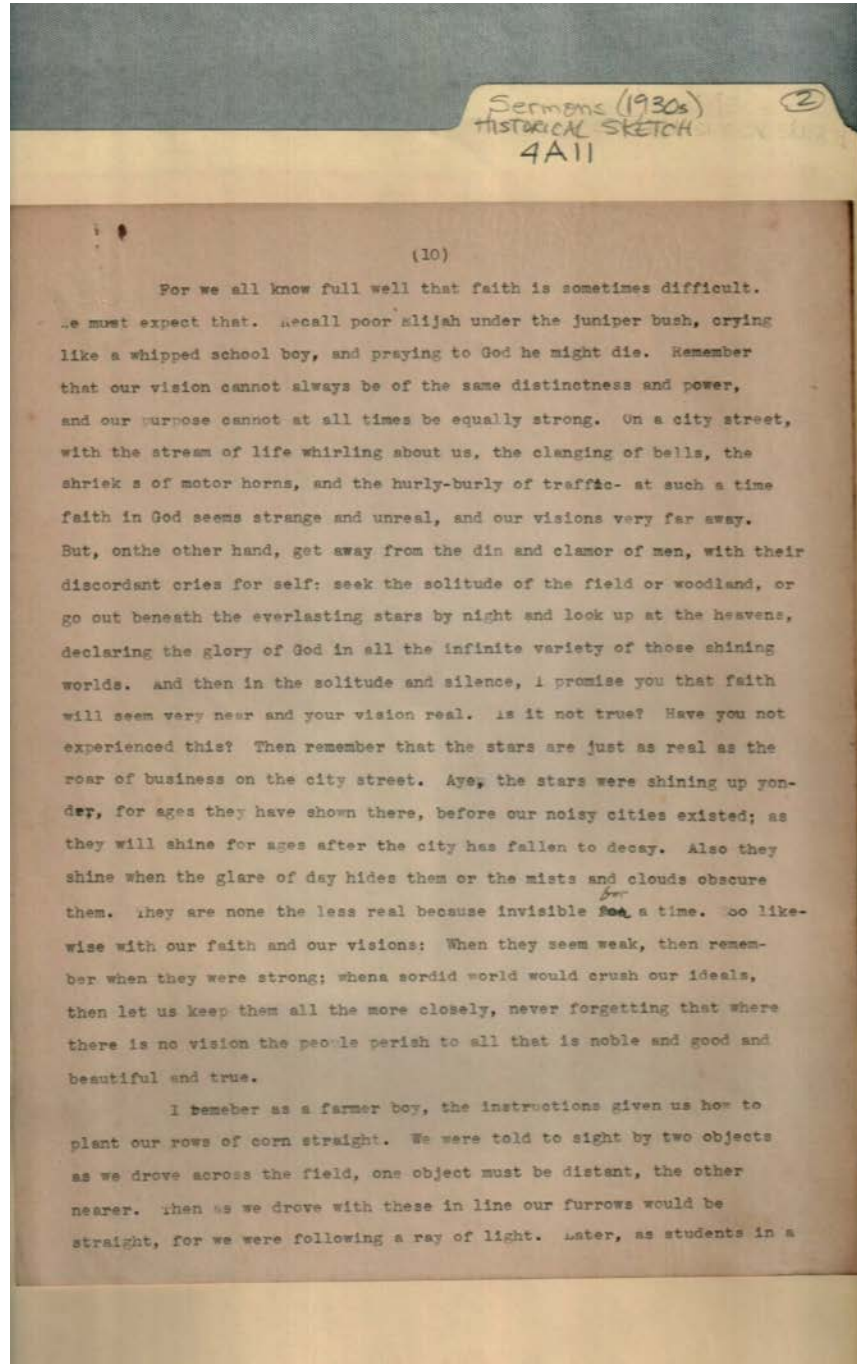 Sermons (1930s) ②
HISTORICAL SKETCH
4A11
(10)
For we all know full well that faith is sometimes difficult.
We must expect that. Recall poor Elijah under the juniper bush, crying
like a whipped school boy, and praying to God he might die. Remember
that our vision cannot always be of the same distinctness and power,
and our purpose cannot at all times be equally strong. On a city street,
with the stream of life whirling about us, the clanging of bells, the
shriek s of motor horns, and the hurly-burly of traffic- at such a time
faith in God seems strange and unreal, and our visions very far away.
But, onthe other hand, get away from the din and clamor of men, with their
discordant cries for self: seek the solitude of the field or woodland, or
go out beneath the everlasting stars by night and look up at the heavens,
declaring the glory of God in all the infinite variety of those shining
worlds. And then in the solitude and silence, I promise you that faith
will seem very near and your vision real. Is it not true? Have you not
experienced this? Then remember that the stars are just as real as the
roar of business on the city street. Aye, the stars were shining up yon-
der, for ages they have shown there, before our noisy cities existed; as
they will shine for ages after the city has fallen to decay. Also they
shine when the glare of day hides them or the mists and clouds obscure
them. They are none the less real because invisible for a time. So like-
wise with our faith and our visions: When they seem weak, then remem-
ber when they were strong; whena sordid world would crush our ideals,
then let us keep them all the more closely, never forgetting that where
there is no vision the people perish to all that is noble and good and
beautiful and true.
I remeber as a farmer boy, the instructions given us how to
plant our rows of corn straight. We were told to sight by two objects
as we drove across the field, one object must be distant, the other
nearer. Then as we drove with these in line our furrows would be
straight, for we were following a ray of light. Later, as students in a